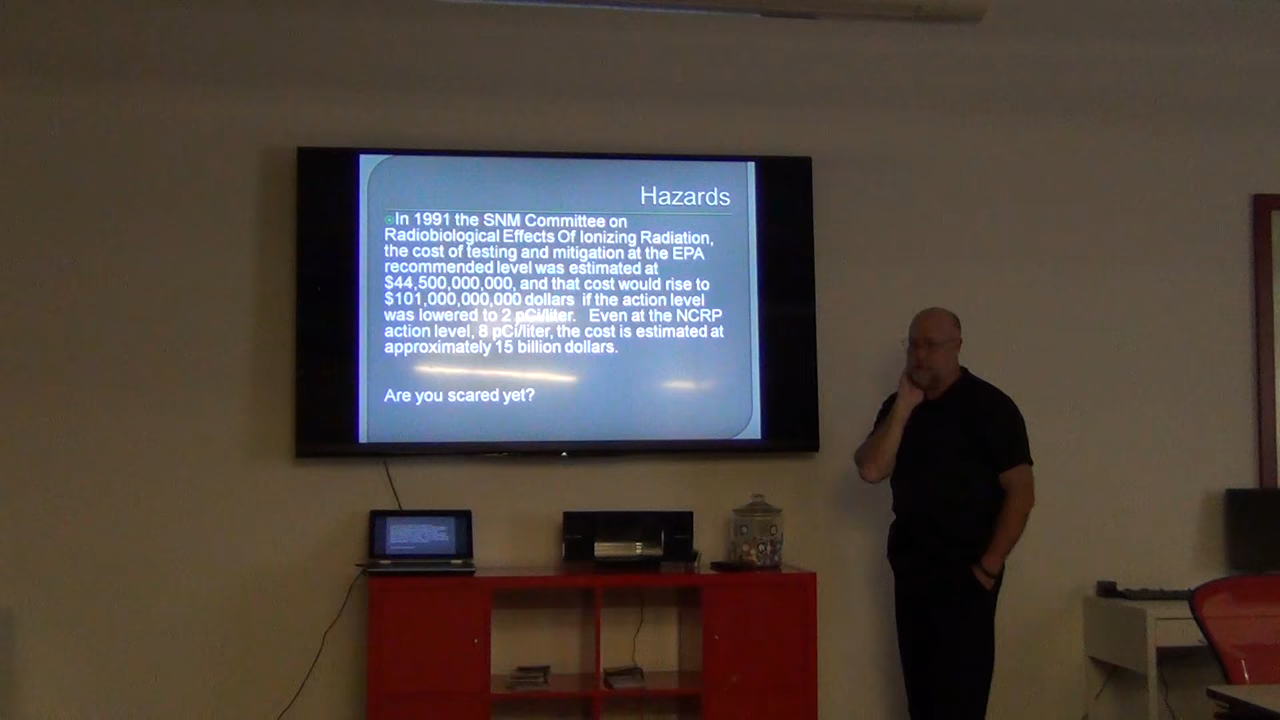 Hazards
In 1991 the SNM Committee on
Radiobiological Effects Of Ionizing Radiation,
the cost of testing and mitigation at the EPA
recommended level was estimated at
$44,500,000,000, and that cost would rise to
$101,000,000,000 dollars if the action level
was lowered to 2 pCi/liter. Even at the NCRP
action level, 8 pCi/liter, the cost is estimated at
approximately 15 billion dollars.
Are you scared yet?